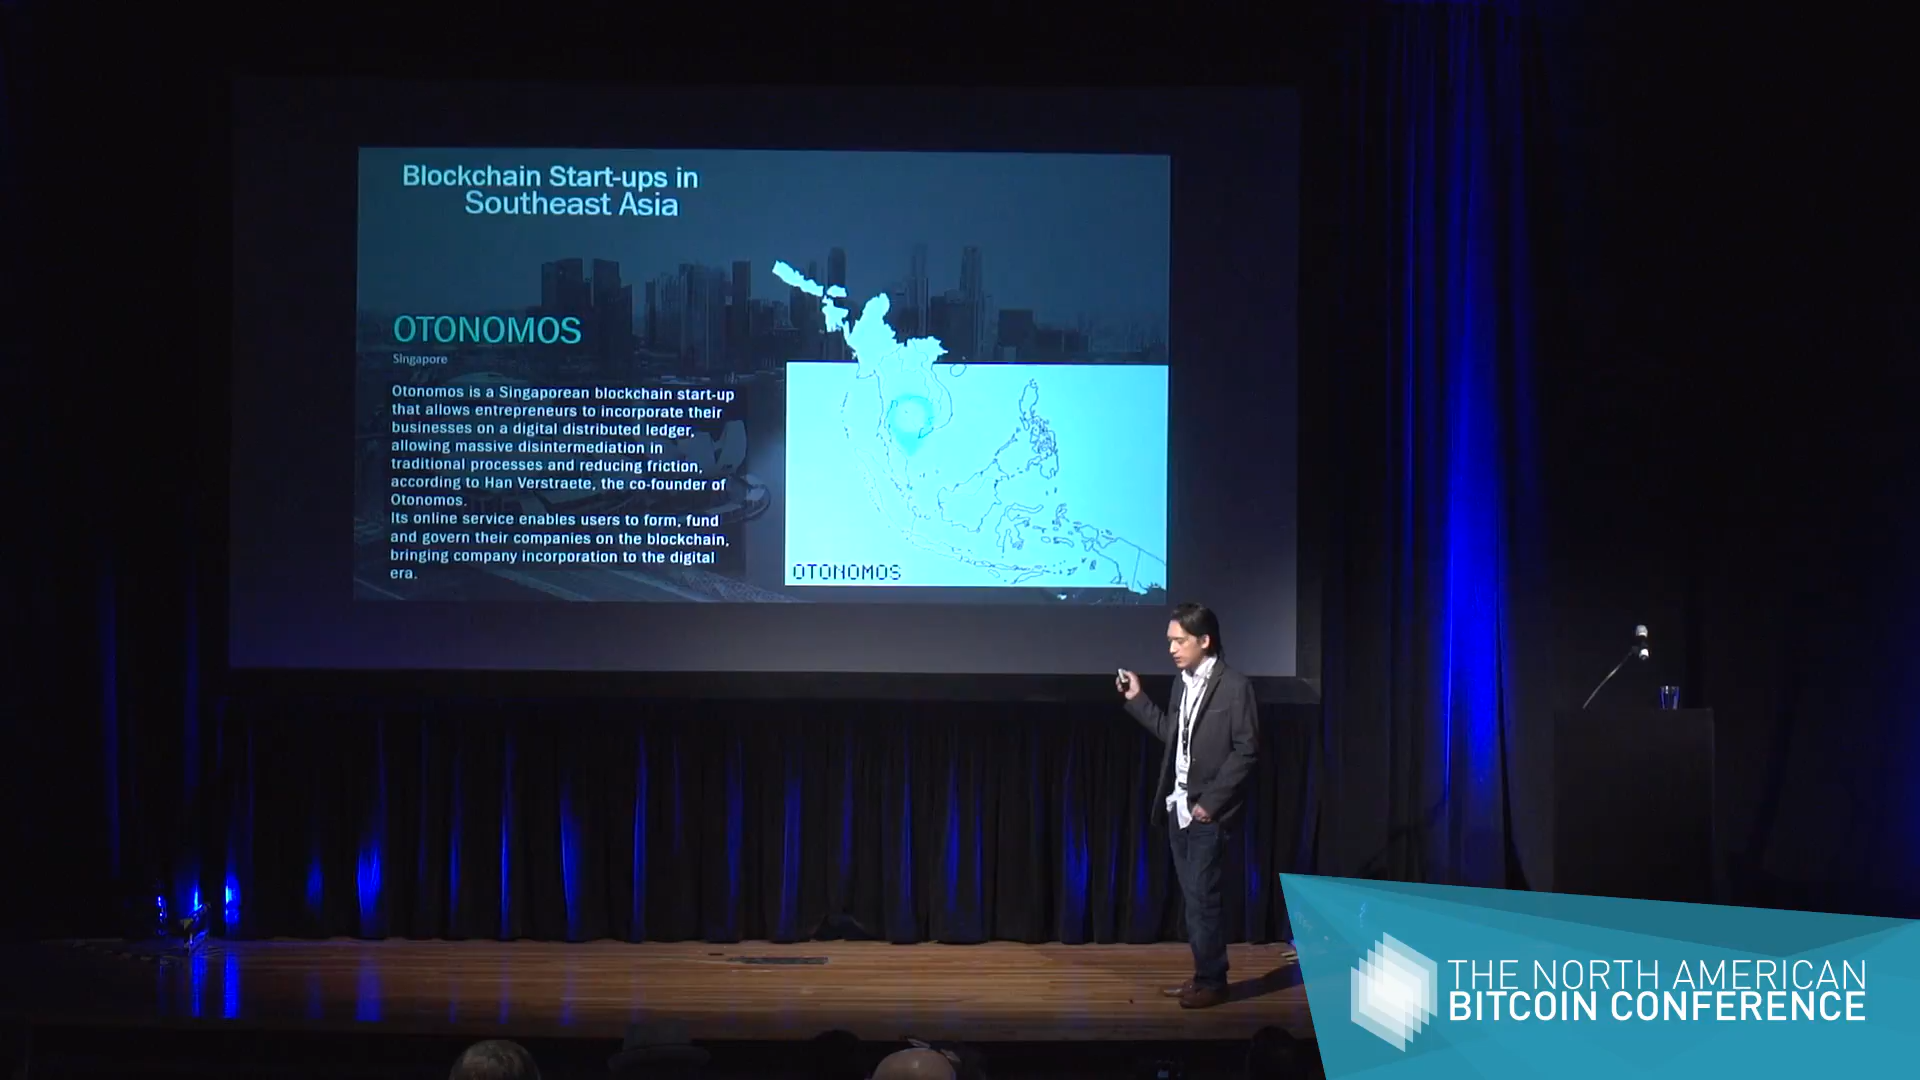 Blockchain Start-ups in
Southeast Asia
OTONOMOS
Singapore
Otonomos is a Singaporean blockchain start-up
that allows entrepreneurs to incorporate their
businesses on a digital distributed ledger,
allowing massive disintermediation in
traditional processes and reducing friction,
according to Han Verstraete, the co-founder of
Otonomos.
Its online service enables users to form, fund
and govern their companies on the blockchain,
bringing company incorporation to the digital
era.
OTONOMOS
THE NORTH AMERICAN
BITCOIN CONFERENCE